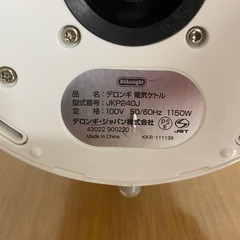 DeLonghi
品　名：デロンギ 電気ケトル
型式番号：JKP240J
定　格：100V 50/60Hz 1150W
デロンギ・ジャパン株式会社
43022 900220
KKR-111138
PS E
JET
Made in China